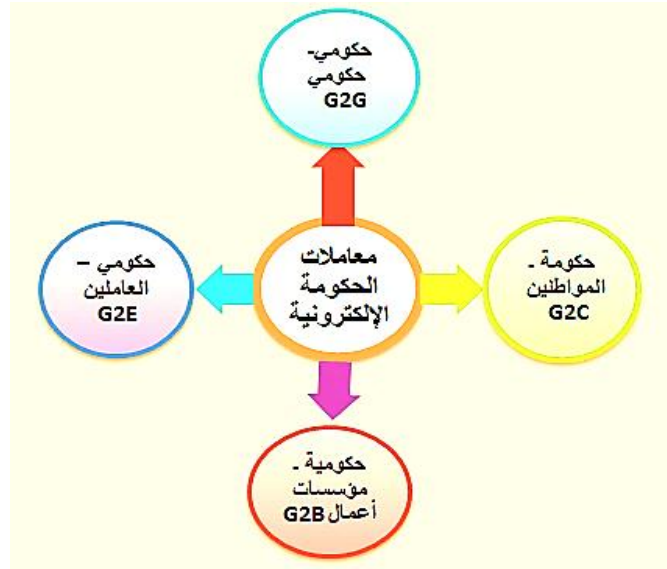 حكومي-
حكومي
G2G
معاملات
الحكومة
الإلكترونية
حكومة ـ
المواطنين
G2C
حكومي –
العاملين
G2E
حكومية ـ
مؤسسات
أعمال G2B